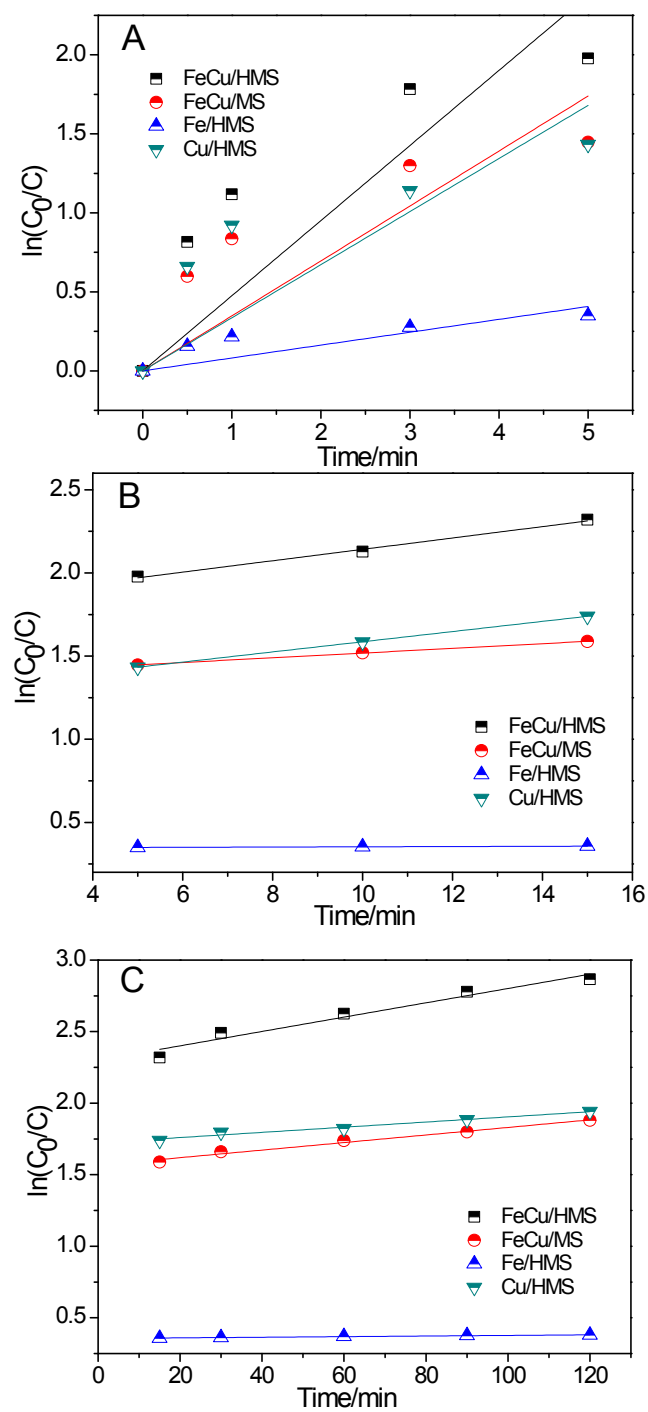 A
FeCu/HMS
FeCu/MS
Fe/HMS
Cu/HMS
ln(C0/C)
2.0
1.5
1.0
0.5
0.0
0 1 2 3 4 5
Time/min
B
2.5
2.0
1.5
1.0
0.5
ln(C0/C)
FeCu/HMS
FeCu/MS
Fe/HMS
Cu/HMS
4 6 8 10 12 14 16
Time/min
C
3.0
2.5
2.0
1.5
1.0
0.5
ln(C0/C)
FeCu/HMS
FeCu/MS
Fe/HMS
Cu/HMS
0 20 40 60 80 100 120
Time/min